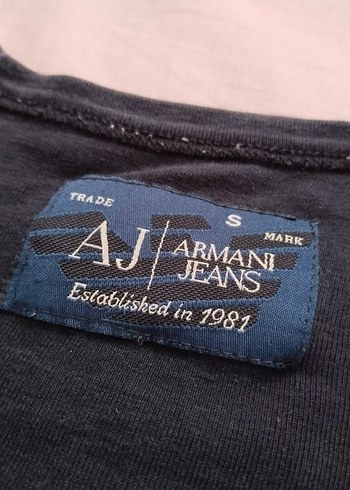 TRADE S MARK
AJ ARMANI
JEANS
Established in 1981